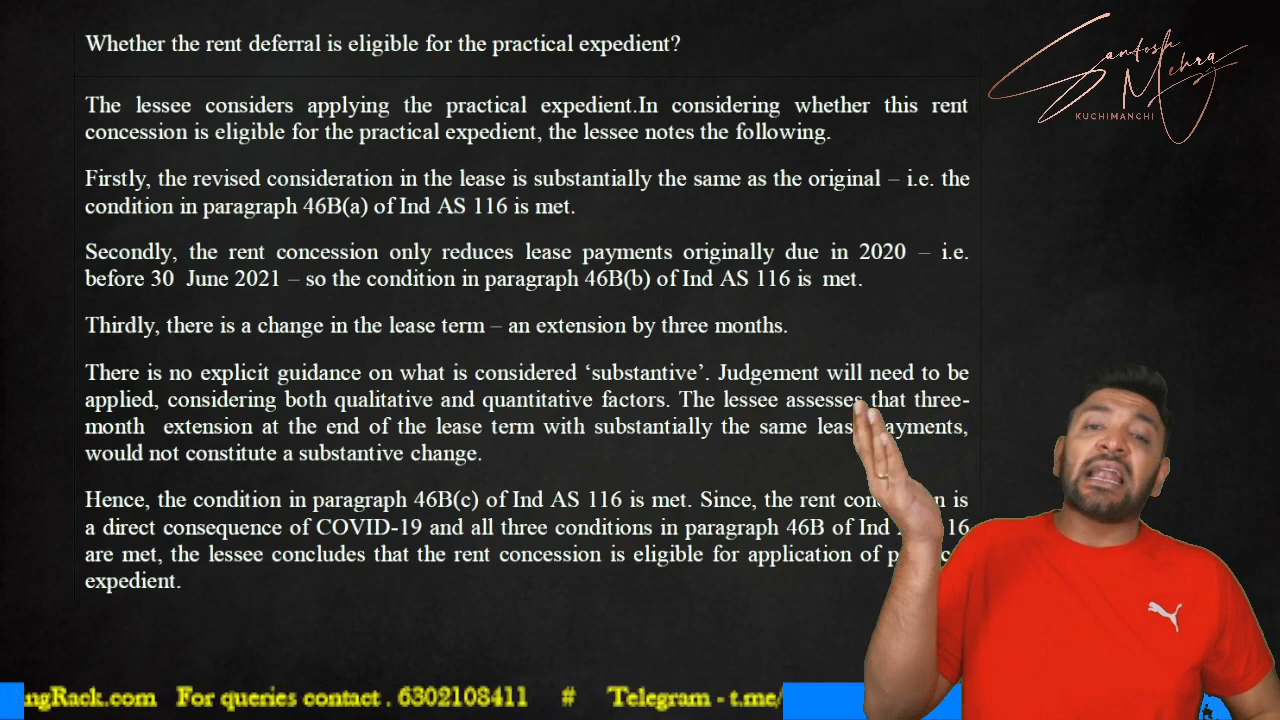 Whether the rent deferral is eligible for the practical expedient?
Santosh
Mehra
KUCHIMANCHI
The lessee considers applying the practical expedient.In considering whether this rent
concession is eligible for the practical expedient, the lessee notes the following.
Firstly, the revised consideration in the lease is substantially the same as the original – i.e. the
condition in paragraph 46B(a) of Ind AS 116 is met.
Secondly, the rent concession only reduces lease payments originally due in 2020 – i.e.
before 30 June 2021 – so the condition in paragraph 46B(b) of Ind AS 116 is met.
Thirdly, there is a change in the lease term – an extension by three months.
There is no explicit guidance on what is considered ‘substantive’. Judgement will need to be
applied, considering both qualitative and quantitative factors. The lessee assesses that three-
month extension at the end of the lease term with substantially the same leas ayments,
would not constitute a substantive change.
Hence, the condition in paragraph 46B(c) of Ind AS 116 is met. Since, the rent con n is
a direct consequence of COVID-19 and all three conditions in paragraph 46B of Ind 16
are met, the lessee concludes that the rent concession is eligible for application of p
expedient.
ngRack.com For queries contact . 6302108411 # Telegram - t.me/